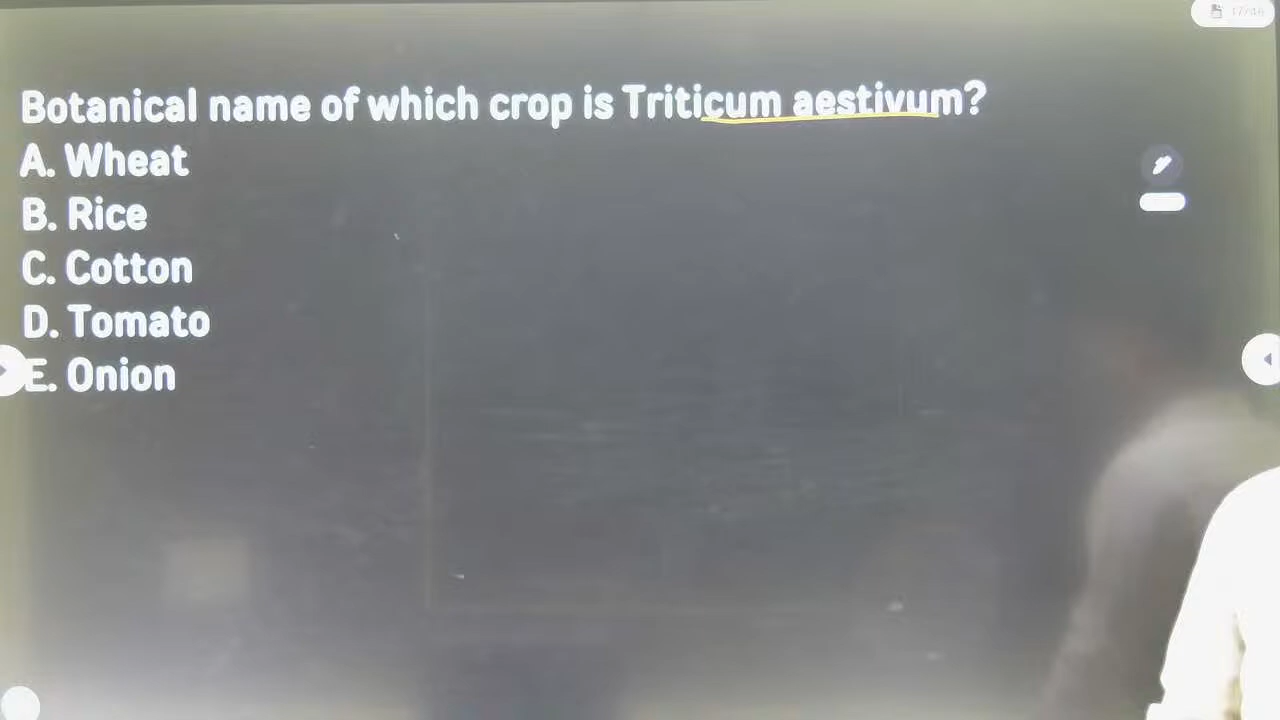 Botanical name of which crop is Triticum aestivum?
A. Wheat
B. Rice
C. Cotton
D. Tomato
E. Onion